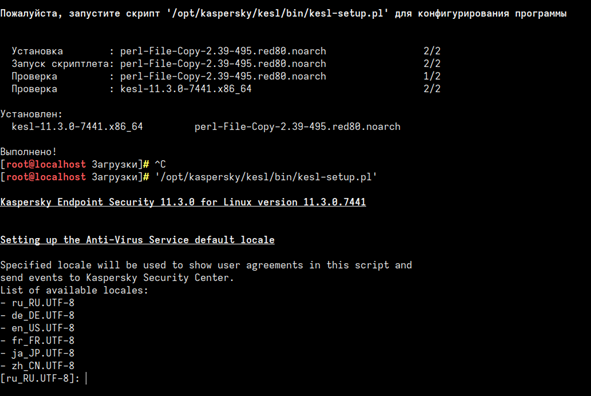 Пожалуйста, запустите скрипт '/opt/kaspersky/kesl/bin/kesl-setup.pl' для конфигурирования программы
Установка : perl-File-Copy-2.39-495.red80.noarch 2/2
Запуск скриптлета: perl-File-Copy-2.39-495.red80.noarch 2/2
Проверка : perl-File-Copy-2.39-495.red80.noarch 1/2
Проверка : kesl-11.3.0-7441.x86_64 2/2
Установлен:
kesl-11.3.0-7441.x86_64 perl-File-Copy-2.39-495.red80.noarch
Выполнено!
[root@localhost Загрузки]# ^C
[root@localhost Загрузки]# '/opt/kaspersky/kesl/bin/kesl-setup.pl'
Kaspersky Endpoint Security 11.3.0 for Linux version 11.3.0.7441
Setting up the Anti-Virus Service default locale
Specified locale will be used to show user agreements in this script and
send events to Kaspersky Security Center.
List of available locales:
- ru_RU.UTF-8
- de_DE.UTF-8
- en_US.UTF-8
- fr_FR.UTF-8
- ja_JP.UTF-8
- zh_CN.UTF-8
[ru_RU.UTF-8]: